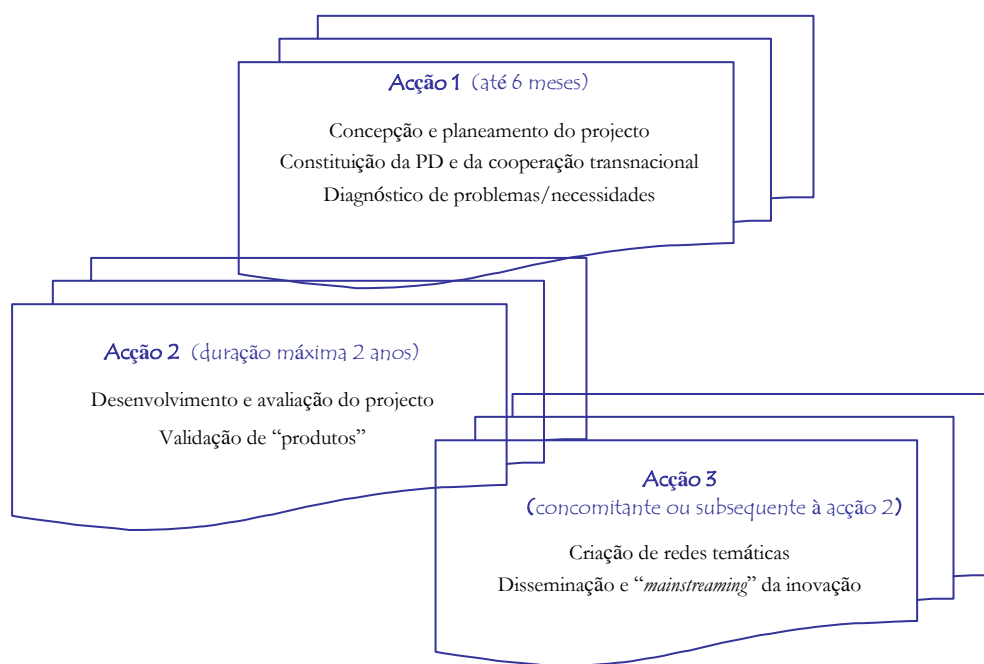 Acção 1 (até 6 meses)
Concepção e planeamento do projecto
Constituição da PD e da cooperação transnacional
Diagnóstico de problemas/necessidades
Acção 2 (duração máxima 2 anos)
Desenvolvimento e avaliação do projecto
Validação de “produtos”
Acção 3
(concomitante ou subsequente à acção 2)
Criação de redes temáticas
Disseminação e “mainstreaming” da inovação